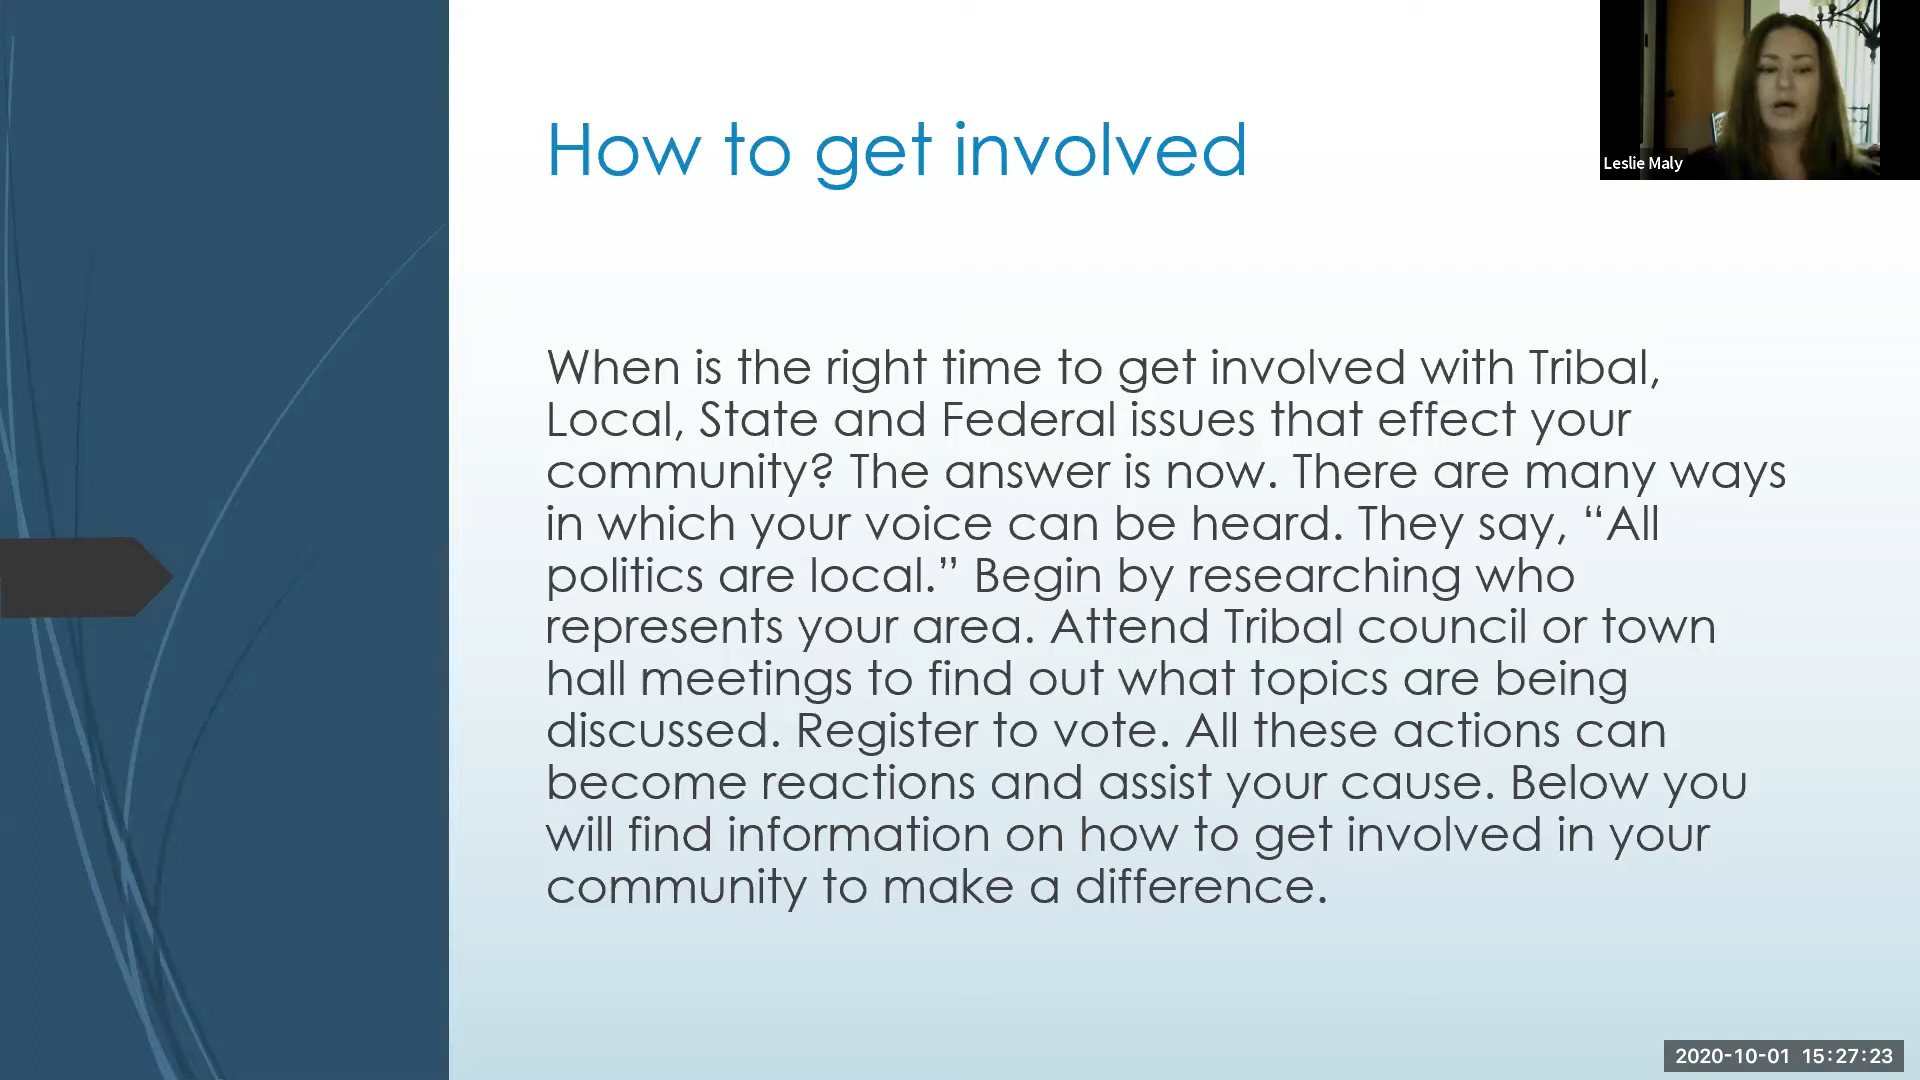 How to get involved
Leslie Maly
When is the right time to get involved with Tribal,
Local, State and Federal issues that effect your
community? The answer is now. There are many ways
in which your voice can be heard. They say, “All
politics are local.” Begin by researching who
represents your area. Attend Tribal council or town
hall meetings to find out what topics are being
discussed. Register to vote. All these actions can
become reactions and assist your cause. Below you
will find information on how to get involved in your
community to make a difference.
2020-10-01 15:27:23